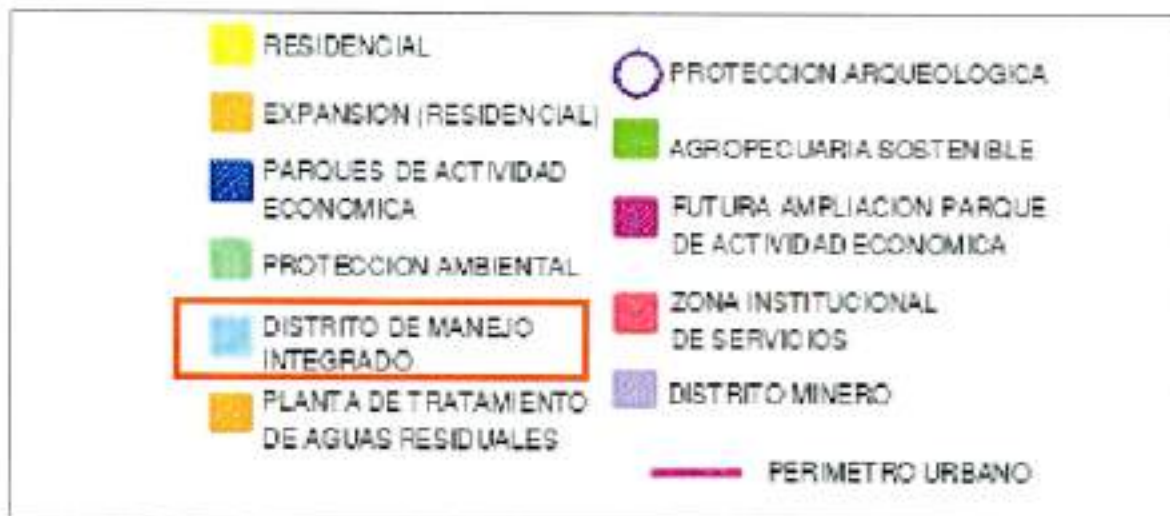 RESIDENCIAL
EXPANSION (RESIDENCIAL)
PARQUES DE ACTIVIDAD
ECONOMICA
PROTECCION AMBIENTAL
DISTRITO DE MANEJO
INTEGRADO
PLANTA DE TRATAMIENTO
DE AGUAS RESIDUALES
PROTECCION ARQUEOLOGICA
AGROPECUARIA SOSTENIBLE
FUTURA AMPLIACION PARQUE
DE ACTIVIDAD ECONOMICA
ZONA INSTITUCIONAL
DE SERVICIOS
DISTRITO MINERO
PERIMETRO URBANO